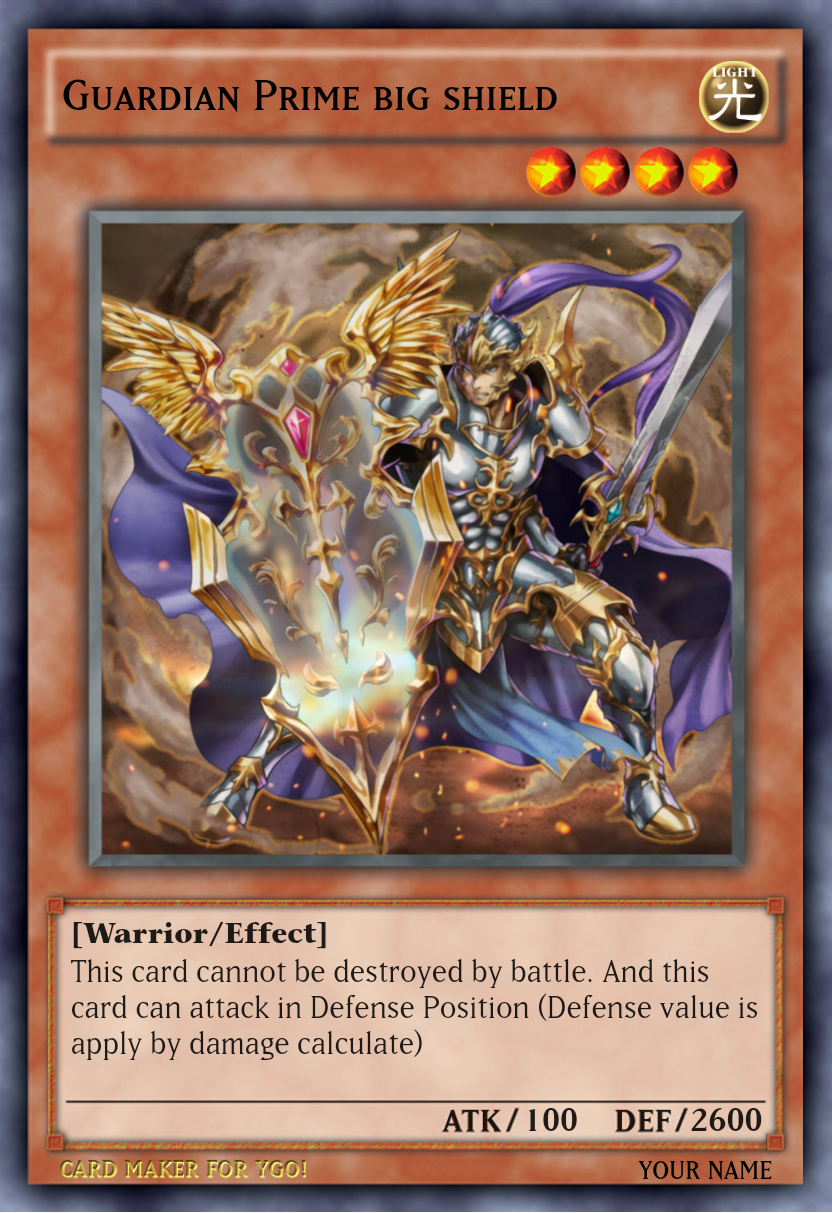 Guardian Prime big shield
LIGHT
光
[Warrior/Effect]
This card cannot be destroyed by battle. And this
card can attack in Defense Position (Defense value is
apply by damage calculate)
ATK/100 DEF/2600
CARD MAKER FOR YGO! YOUR NAME